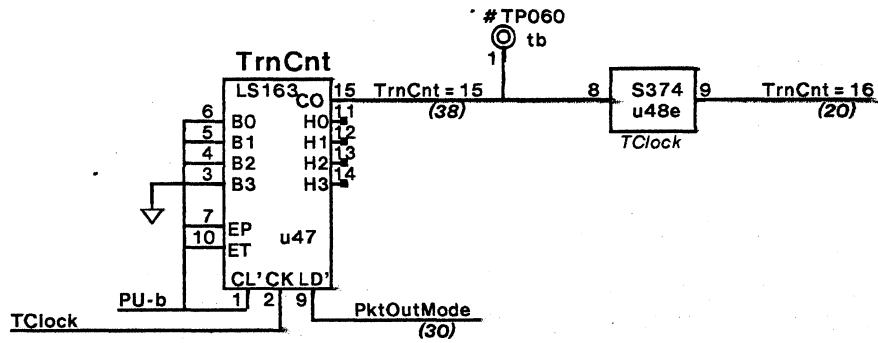 #TP060
tb
1
TrnCnt
LS163
15 TrnCnt = 15 8 S374 9 TrnCnt = 16
CO
(38) u48e (20)
TClock
6 B0 H0 11
5 B1 H1 12
4 B2 H2 13
3 B3 H3 14
7 EP
u47
10 ET
CL' CK LD'
PU-b 1 2 9 PktOutMode
TClock (30)